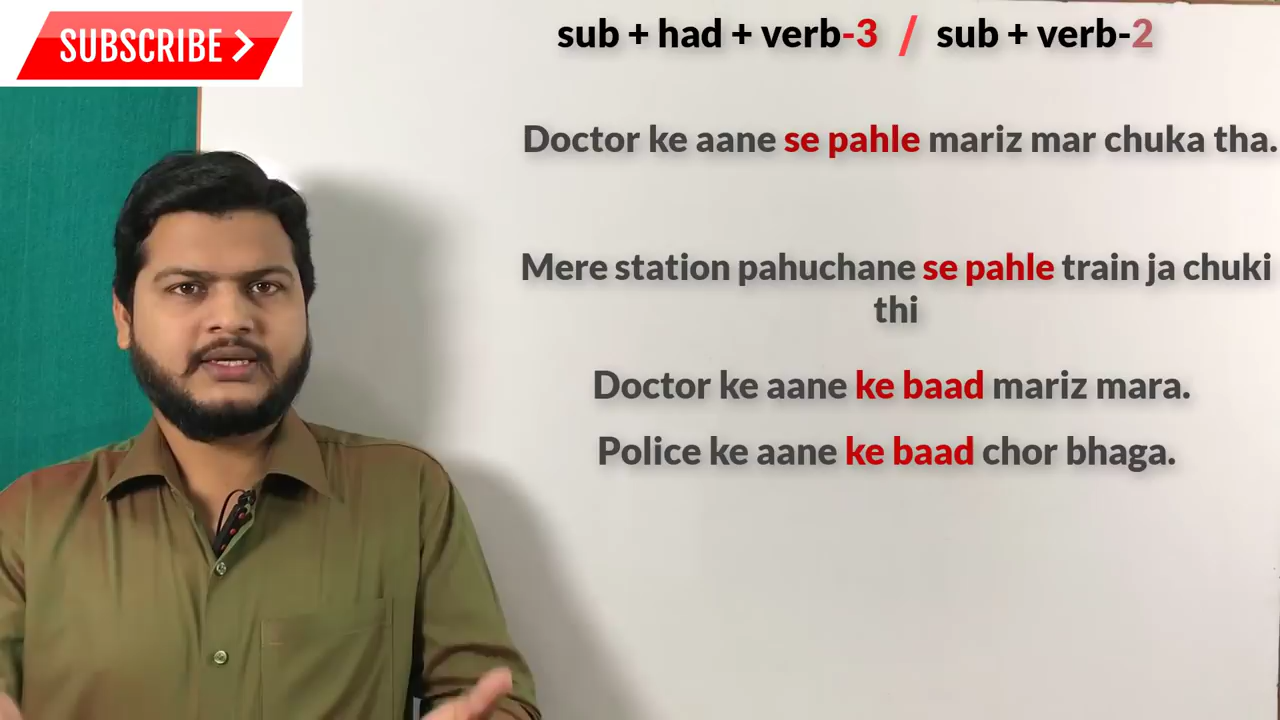 SUBSCRIBE
sub + had + verb-3 / sub + verb-2
Doctor ke aane se pahle mariz mar chuka tha.
Mere station pahuchane se pahle train ja chuki
thi
Doctor ke aane ke baad mariz mara.
Police ke aane ke baad chor bhaga.